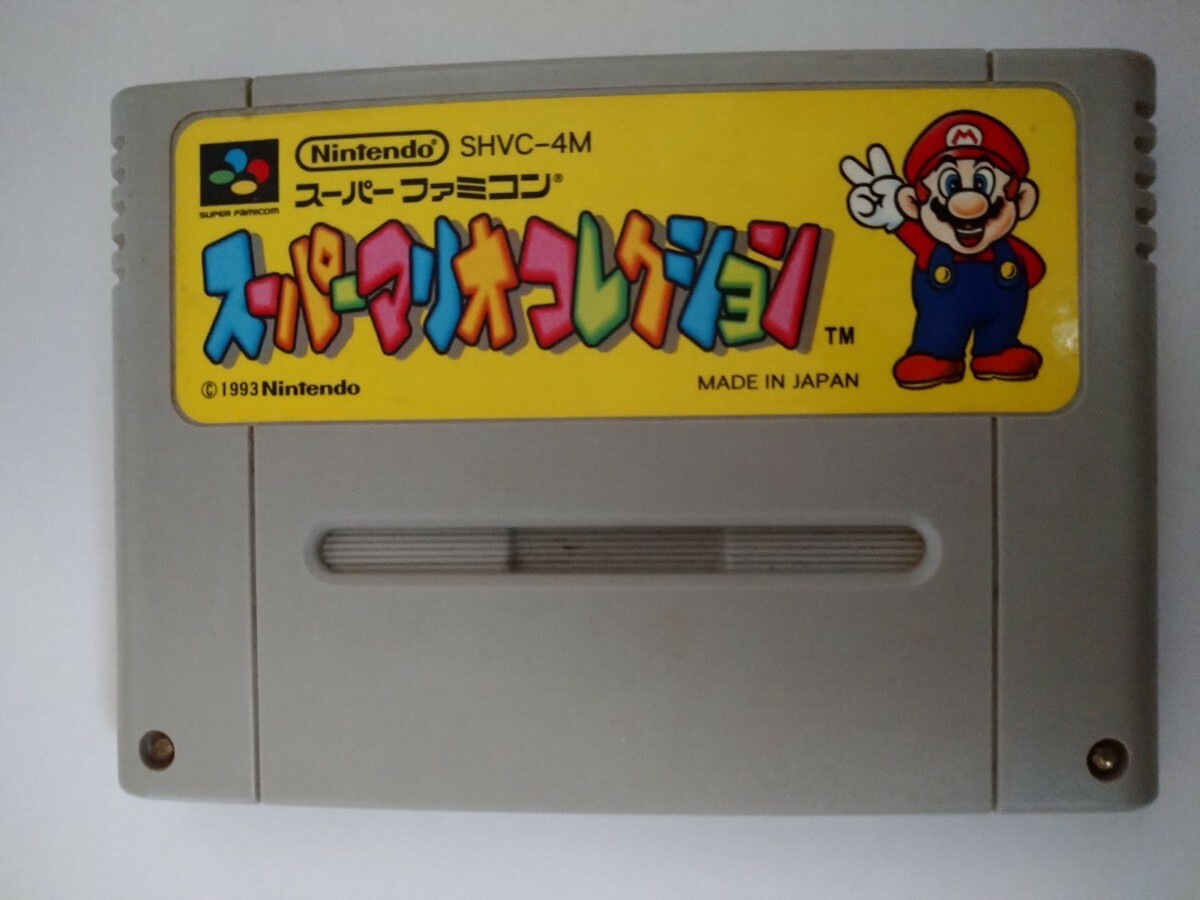 Nintendo SHVC-4M
SUPER FAMICOM
スーパーファミコン®
スーパーマリオコレクション TM
M
© 1993 Nintendo
MADE IN JAPAN